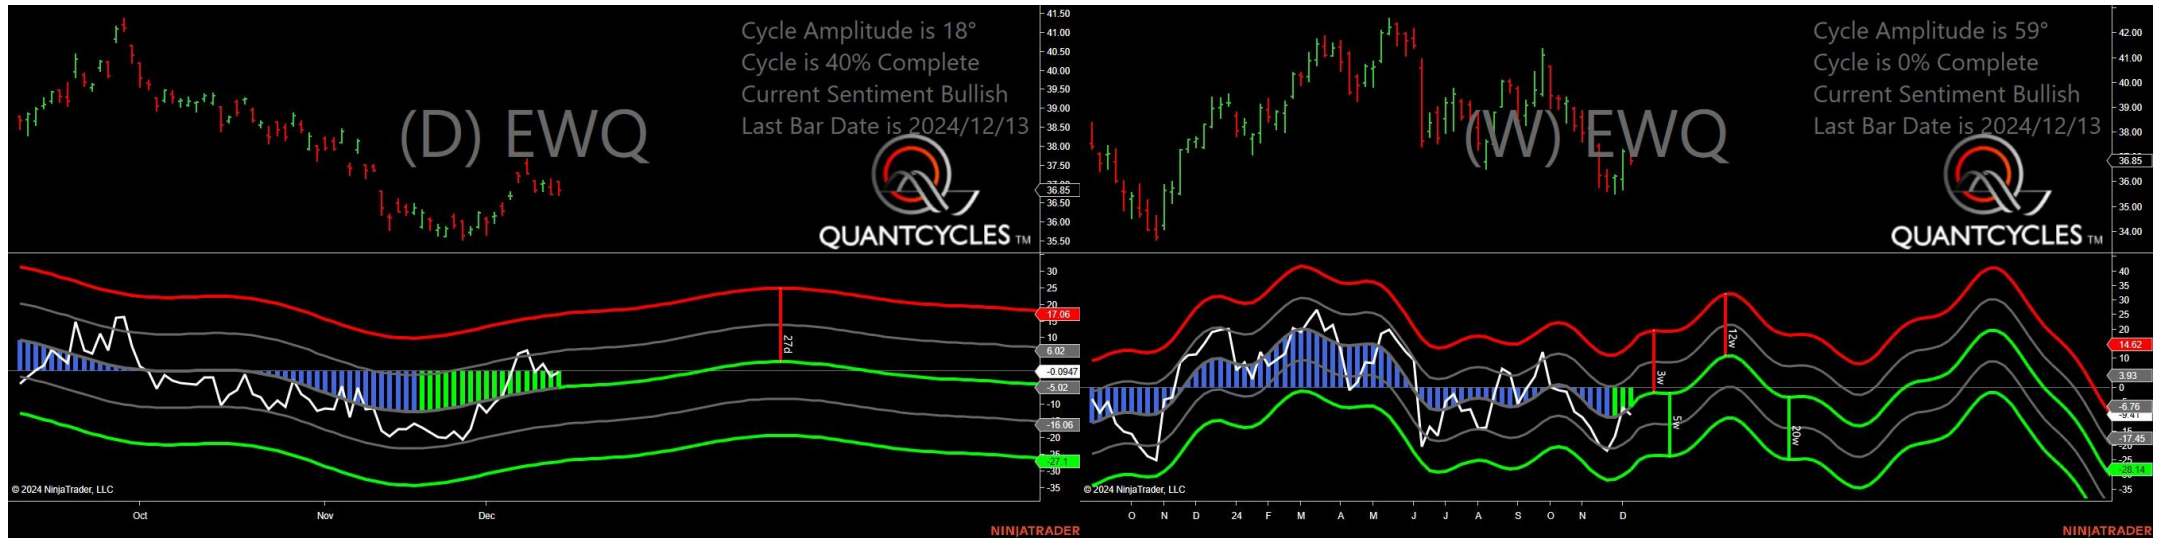 Cycle Amplitude is 18°
Cycle is 40% Complete
Current Sentiment Bullish
Last Bar Date is 2024/12/13
(D) EWQ
QUANTCYCLES TM
41.50
41.00
40.50
40.00
39.50
39.00
38.50
38.00
37.50
36.85
36.50
36.00
35.50
30
25
20
17.06
15
6.02
-0.0947
-5.02
-10
-16.06
-20
-27.1
-30
-35
27d
© 2024 NinjaTrader, LLC
Oct
Nov
Dec
NINJATRADER
Cycle Amplitude is 59°
Cycle is 0% Complete
Current Sentiment Bullish
Last Bar Date is 2024/12/13
(W) EWQ
QUANTCYCLES TM
42.00
41.00
40.00
39.00
38.00
36.85
36.00
35.00
34.00
40
35
30
25
20
14.62
10
3.93
0
-6.76
-9.41
-17.45
-25
-28.14
-35
3w
5w
12w
20w
© 2024 NinjaTrader, LLC
O N D 24 F M A M J J A S O N D
NINJATRADER